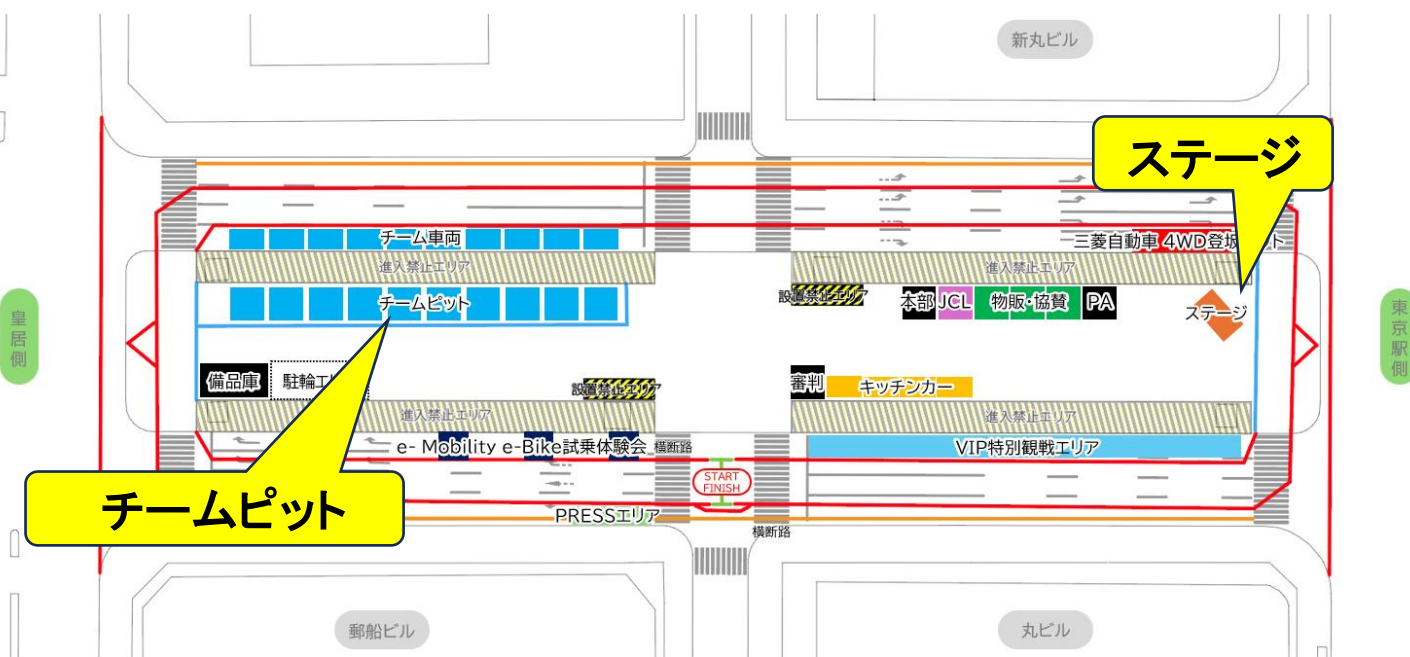 新丸ビル
ステージ
チーム車両
三菱自動車 4WD登坂
ト
進入禁止エリア
進入禁止エリア
チームピット
設置禁止エリア
本部
JCL
物販・協賛
PA
ステージ
皇居側
東京駅側
備品庫
駐輪エリ
設置禁止エリア
審判
キッチンカー
進入禁止エリア
進入禁止エリア
e- Mobility e-Bike試乗体験会
横断路
VIP特別観戦エリア
START
FINISH
チームピット
PRESSエリア
横断路
郵船ビル
丸ビル